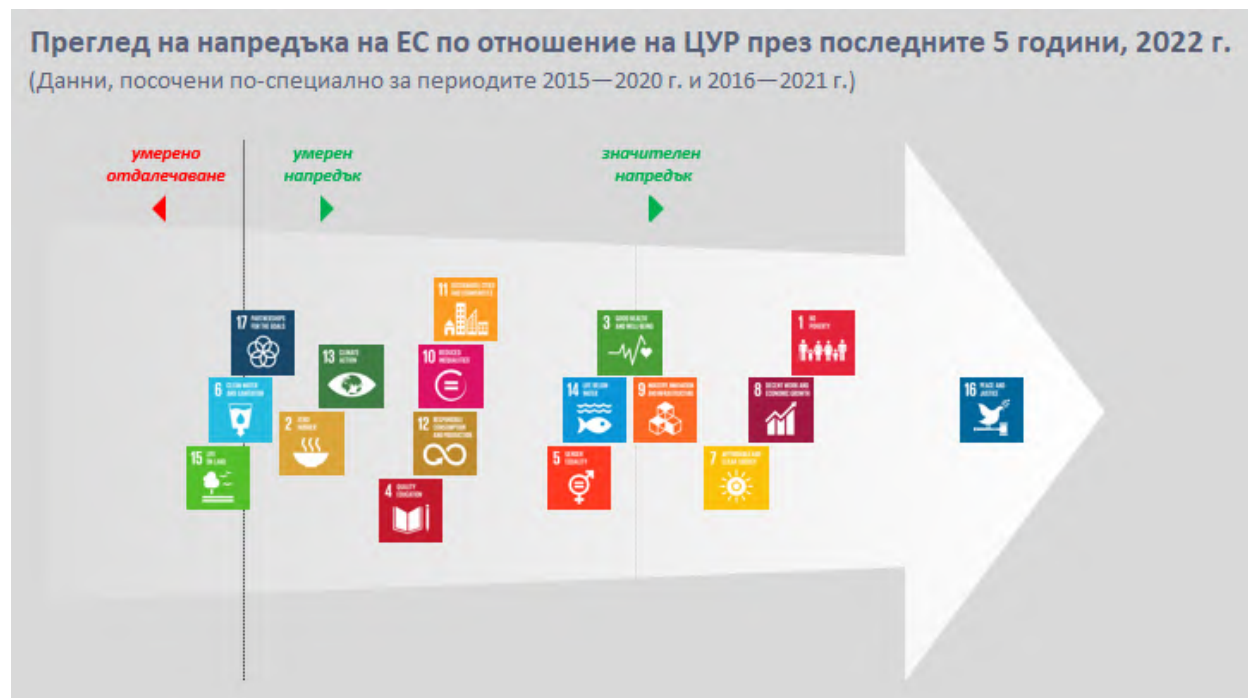 Преглед на напредъка на ЕС по отношение на ЦУР през последните 5 години, 2022 г.
(Данни, посочени по-специално за периодите 2015—2020 г. и 2016—2021 г.)
умерено
отдалечаване
умерен
напредък
значителен
напредък
11 SUSTAINABLE CITIES
AND COMMUNITIES
17 PARTNERSHIPS
FOR THE GOALS
3 GOOD HEALTH
AND WELL-BEING
1 NO
POVERTY
13 CLIMATE
ACTION
10 REDUCED
INEQUALITIES
6 CLEAN WATER
AND SANITATION
14 LIFE BELOW
WATER
9 INDUSTRY, INNOVATION
AND INFRASTRUCTURE
8 DECENT WORK AND
ECONOMIC GROWTH
16 PEACE AND
JUSTICE
2 ZERO
HUNGER
12 RESPONSIBLE
CONSUMPTION
AND PRODUCTION
15 LIFE
ON LAND
5 GENDER
EQUALITY
7 AFFORDABLE AND
CLEAN ENERGY
4 QUALITY
EDUCATION